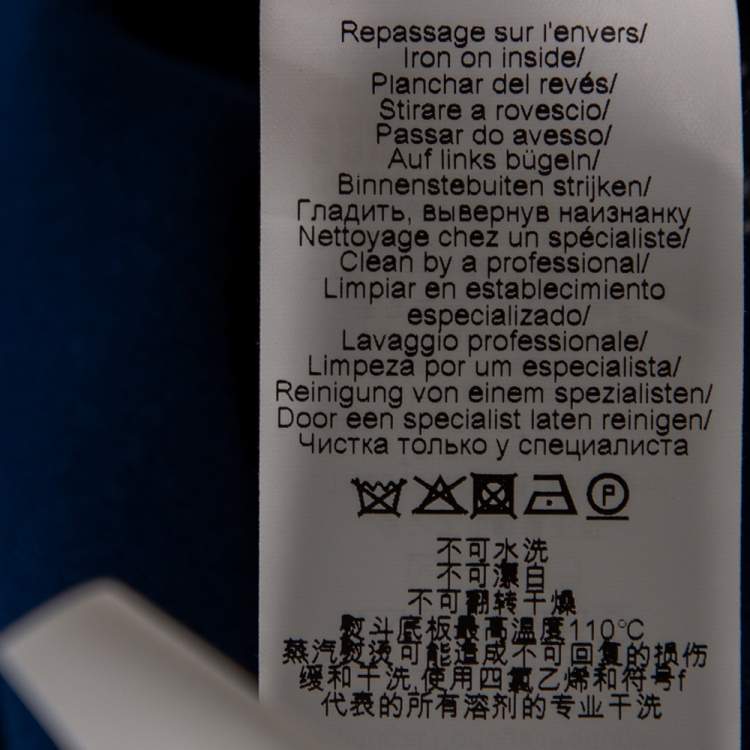 Repassage sur l'envers/
Iron on inside/
Planchar del revés/
Stirare a rovescio/
Passar do avesso/
Auf links bügeln/
Binnenstebuiten strijken/
Гладить, вывернув наизнанку
Nettoyage chez un spécialiste/
Clean by a professional/
Limpiar en establecimiento
especializado/
Lavaggio professionale/
Limpeza por um especialista/
Reinigung von einem spezialisten/
Door een specialist laten reinigen/
Чистка только у специалиста
P
不可水洗
不可漂白
不可翻转干燥
熨斗底板最高温度110°C
蒸汽熨烫可能造成不可回复的损伤
缓和干洗,使用四氯乙烯和符号f
代表的所有溶剂的专业干洗